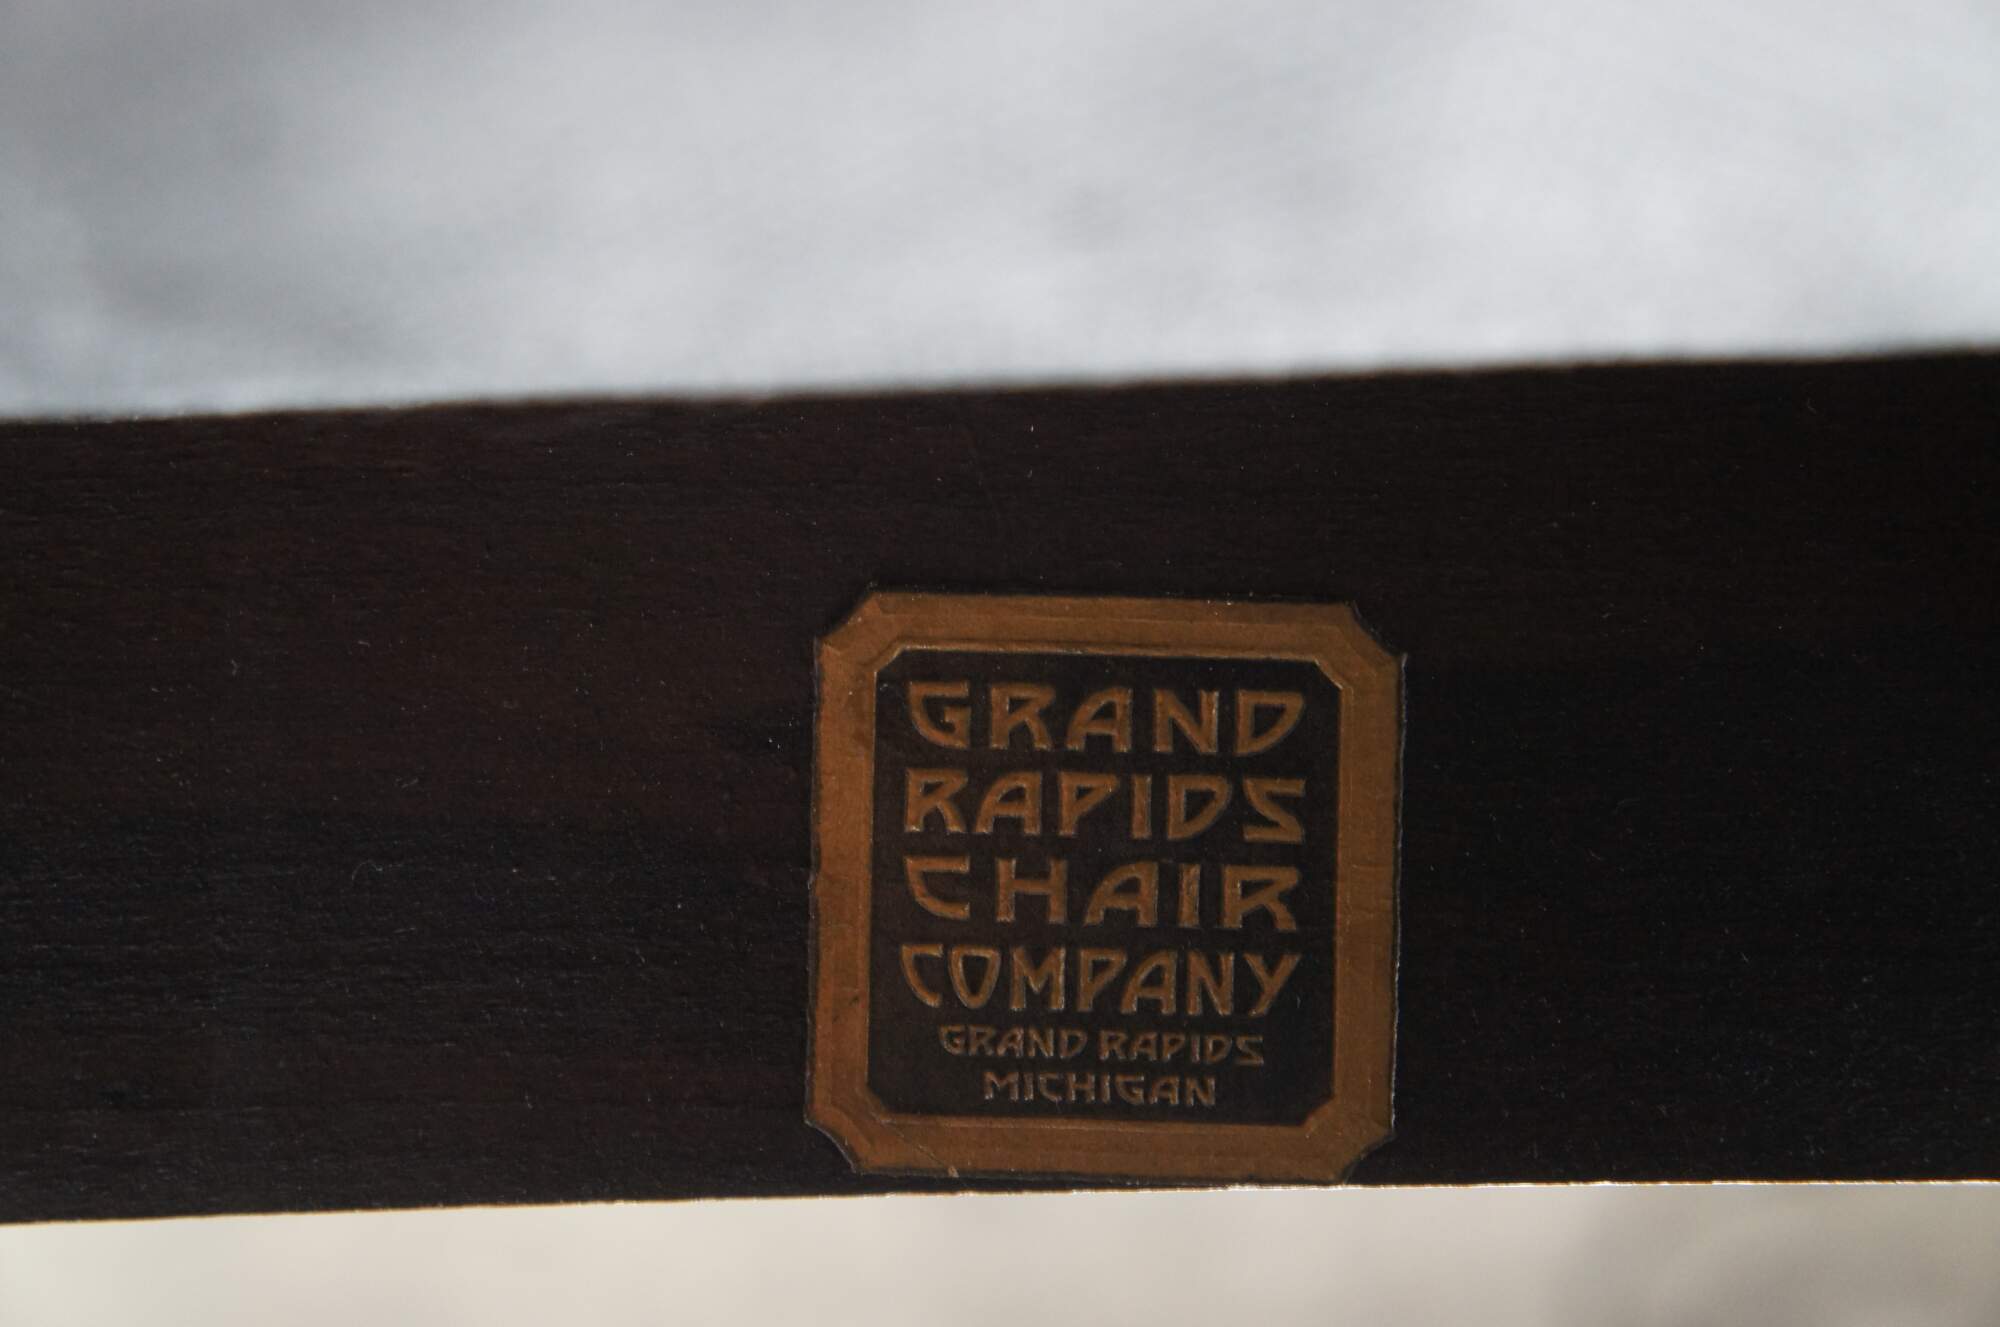 GRAND
RAPIDS
CHAIR
COMPANY
GRAND RAPIDS
MICHIGAN